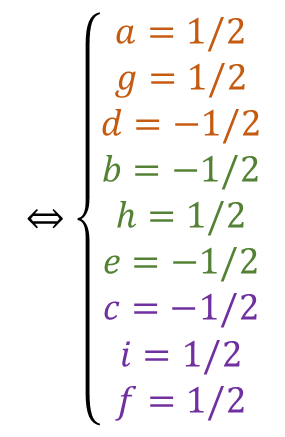 a = 1/2
g = 1/2
d = −1/2
b = −1/2
⇔ { h = 1/2
e = −1/2
c = −1/2
i = 1/2
f = 1/2